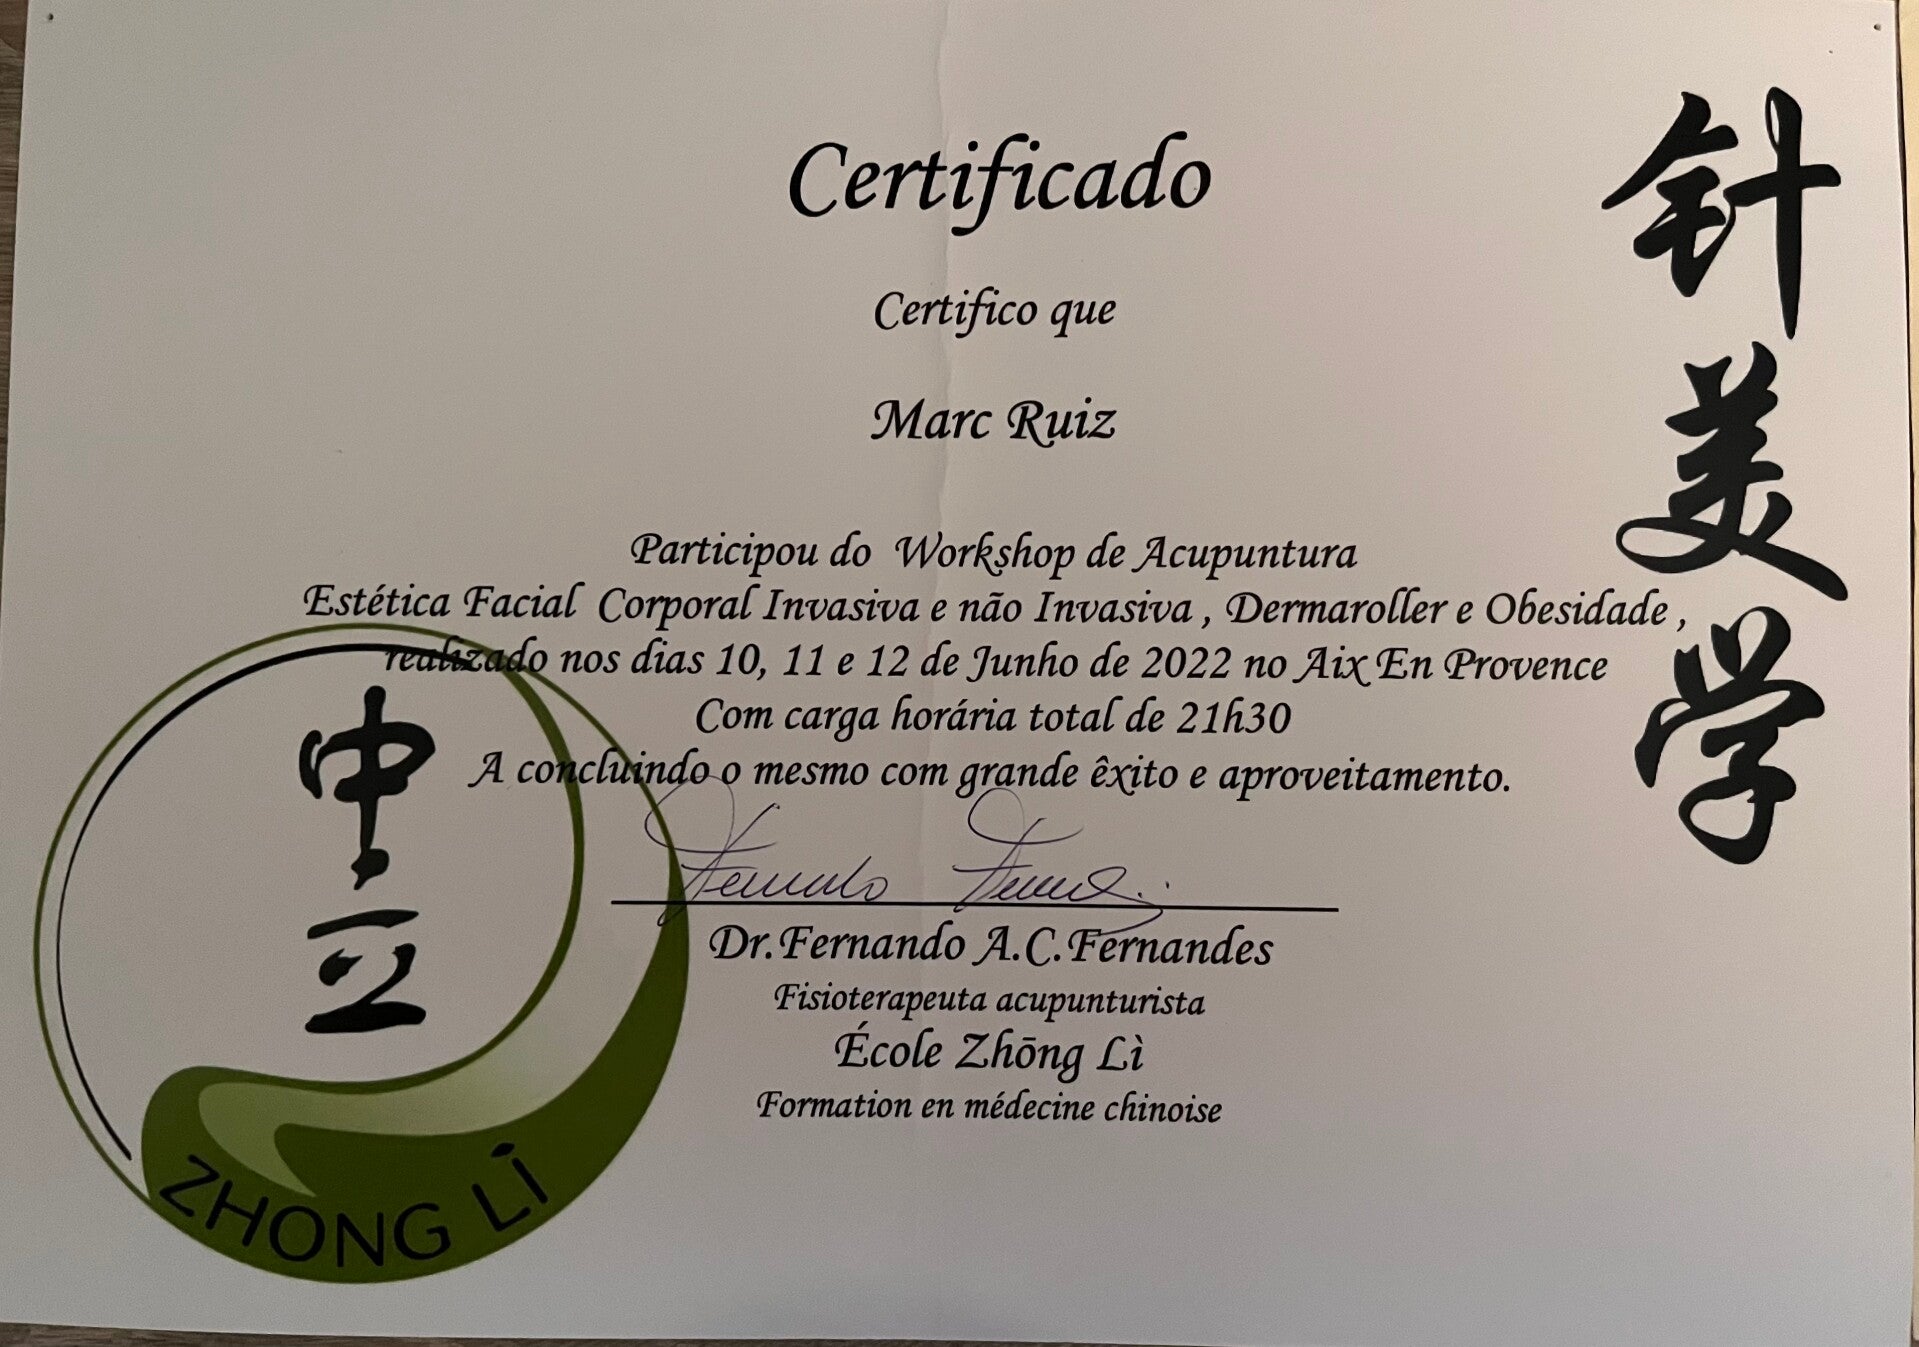 Certificado
Certifico que
Marc Ruiz
Participou do Workshop de Acupuntura
Estética Facial Corporal Invasiva e não Invasiva , Dermaroller e Obesidade ,
realizado nos dias 10, 11 e 12 de Junho de 2022 no Aix En Provence
Com carga horária total de 21h30
A concluindo o mesmo com grande êxito e aproveitamento.
Dr.Fernando A.C.Fernandes
Fisioterapeuta acupunturista
École Zhōng Lì
Formation en médecine chinoise
针美学
中立
ZHONG LI